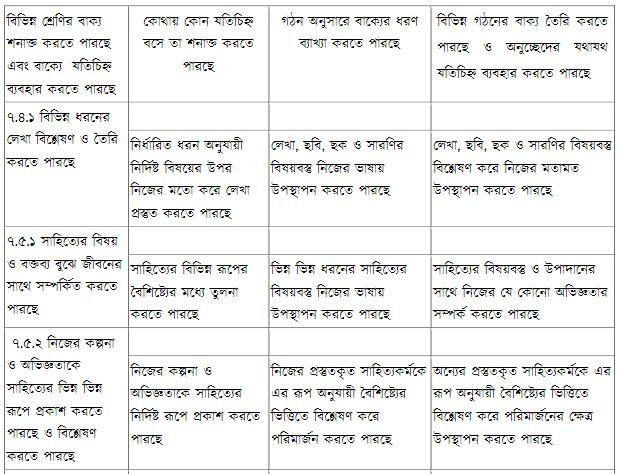 বিভিন্ন শ্রেণির বাক্য
শনাক্ত করতে পারছে
এবং বাক্যে যতিচিহ্ন
ব্যবহার করতে পারছে
কোথায় কোন যতিচিহ্ন
বসে তা শনাক্ত করতে
পারছে
গঠন অনুসারে বাক্যের ধরণ
ব্যাখ্যা করতে পারছে
বিভিন্ন গঠনের বাক্য তৈরি করতে
পারছে ও অনুচ্ছেদের যথাযথ
যতিচিহ্ন ব্যবহার করতে পারছে
৭.৪.১ বিভিন্ন ধরনের
লেখা বিশ্লেষণ ও তৈরি
করতে পারছে
নির্ধারিত ধরন অনুযায়ী
নির্দিষ্ট বিষয়ের উপর
নিজের মতো করে লেখা
প্রস্তত করতে পারছে
লেখা, ছবি, ছক ও সারণির
বিষয়বস্তু নিজের ভাষায়
উপস্থাপন করতে পারছে
লেখা, ছবি, ছক ও সারণির বিষয়বস্তু
বিশ্লেষণ করে নিজের মতামত
উপস্থাপন করতে পারছে
৭.৫.১ সাহিত্যের বিষয়
ও বক্তব্য বুঝে জীবনের
সাথে সম্পর্কিত করতে
পারছে
সাহিত্যের বিভিন্ন রূপের
বৈশিষ্ট্যের মধ্যে তুলনা
করতে পারছে
ভিন্ন ভিন্ন ধরনের সাহিত্যের
বিষয়বস্তু নিজের ভাষায়
উপস্থাপন করতে পারছে
সাহিত্যের বিষয়বস্তু ও উপাদানের
সাথে নিজের যে কোনো অভিজ্ঞতার
সম্পর্ক করতে পারছে
৭.৫.২ নিজের কল্পনা
ও অভিজ্ঞতাকে
সাহিত্যের ভিন্ন ভিন্ন
রূপে প্রকাশ করতে
পারছে ও বিশ্লেষণ
করতে পারছে
নিজের কল্পনা ও
অভিজ্ঞতাকে সাহিত্যের
নির্দিষ্ট রূপে প্রকাশ করতে
পারছে
নিজের প্রস্তুতকৃত সাহিত্যকর্মকে
এর রূপ অনুযায়ী বৈশিষ্ট্যের
ভিত্তিতে বিশ্লেষণ করে
পরিমার্জন করতে পারছে
অন্যের প্রস্তুতকৃত সাহিত্যকর্মকে এর
রূপ অনুযায়ী বৈশিষ্ট্যের ভিত্তিতে
বিশ্লেষণ করে পরিমার্জনের ক্ষেত্র
উপস্থাপন করতে পারছে